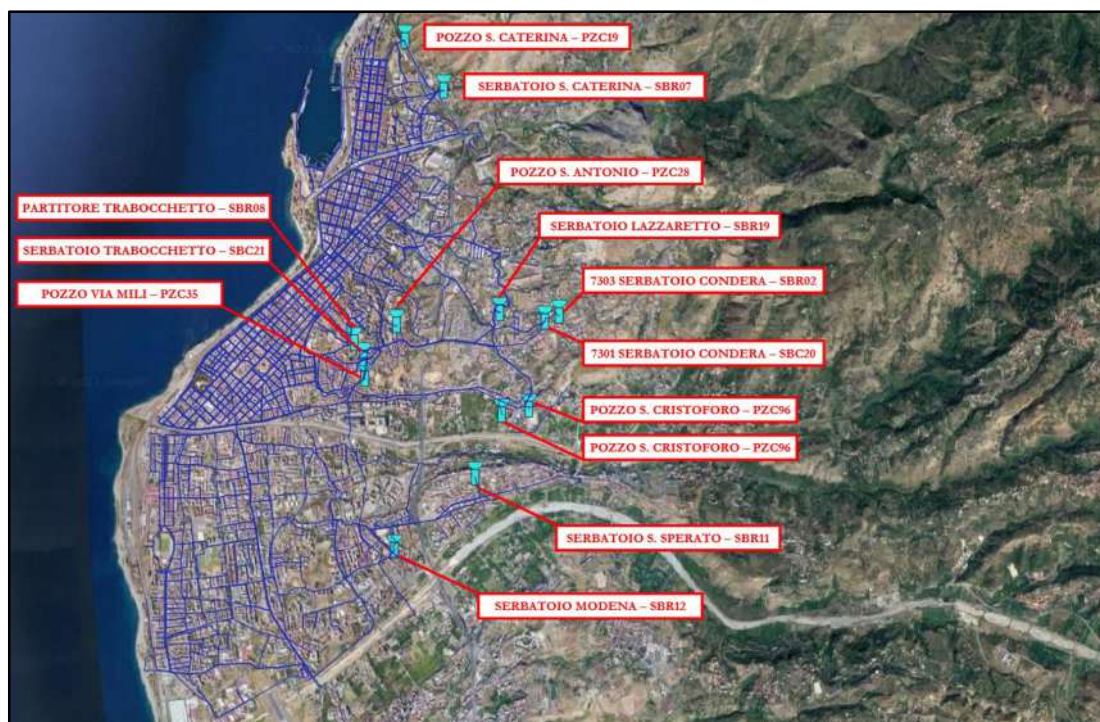 POZZO S. CATERINA – PZC19
SERBATOIO S. CATERINA – SBR07
POZZO S. ANTONIO – PZC28
PARTITORE TRABOCCHETTO – SBR08
SERBATOIO LAZZARETTO – SBR19
SERBATOIO TRABOCCHETTO – SBC21
7303 SERBATOIO CONDERA – SBR02
POZZO VIA MILI – PZC35
7301 SERBATOIO CONDERA – SBC20
POZZO S. CRISTOFORO – PZC96
POZZO S. CRISTOFORO – PZC96
SERBATOIO S. SPERATO – SBR11
SERBATOIO MODENA – SBR12